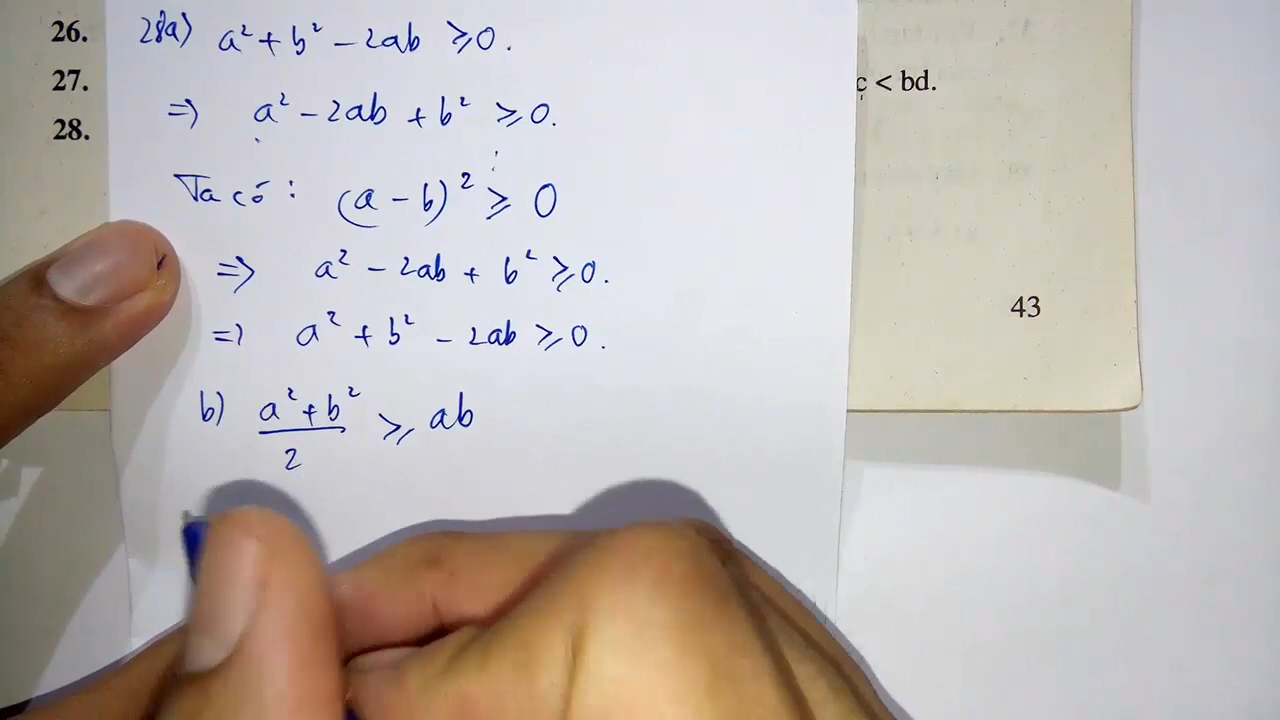 26.
27.
28.
28a) a² + b² - 2ab ≥ 0.
=> a² - 2ab + b² ≥ 0.
Ta có: (a - b)² ≥ 0
=> a² - 2ab + b² ≥ 0.
=> a² + b² - 2ab ≥ 0.
b) (a² + b²)/2 ≥ ab
c < bd.
43